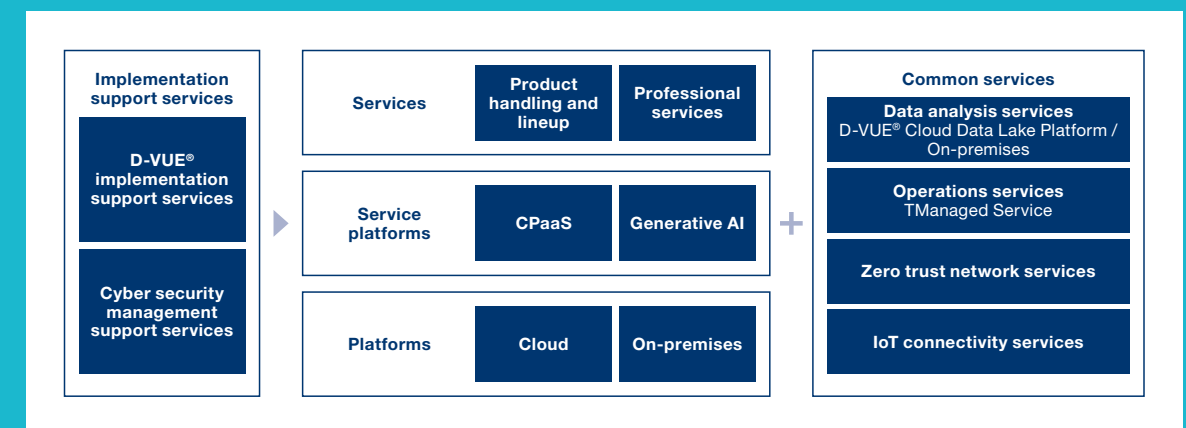 Implementation
support services
D-VUE®
implementation
support services
Cyber security
management
support services
Services
Product
handling and
lineup
Professional
services
Service
platforms
CPaaS
Generative AI
Platforms
Cloud
On-premises
+
Common services
Data analysis services
D-VUE® Cloud Data Lake Platform /
On-premises
Operations services
TManaged Service
Zero trust network services
IoT connectivity services